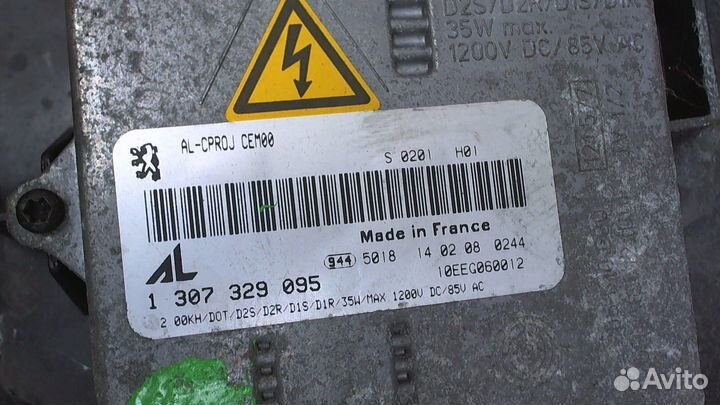 D2S/D2R/D1S/D1R
35W max.
1200V DC/85V AC
AL-CPROJ CEM00
S 0201 H01
Made in France
944 5018 14 02 08 0244
10EEG060012
AL
1 307 329 095
2 00KH/DOT/D2S/D2R/D1S/D1R/35W/MAX 1200V DC/85V AC
Avito